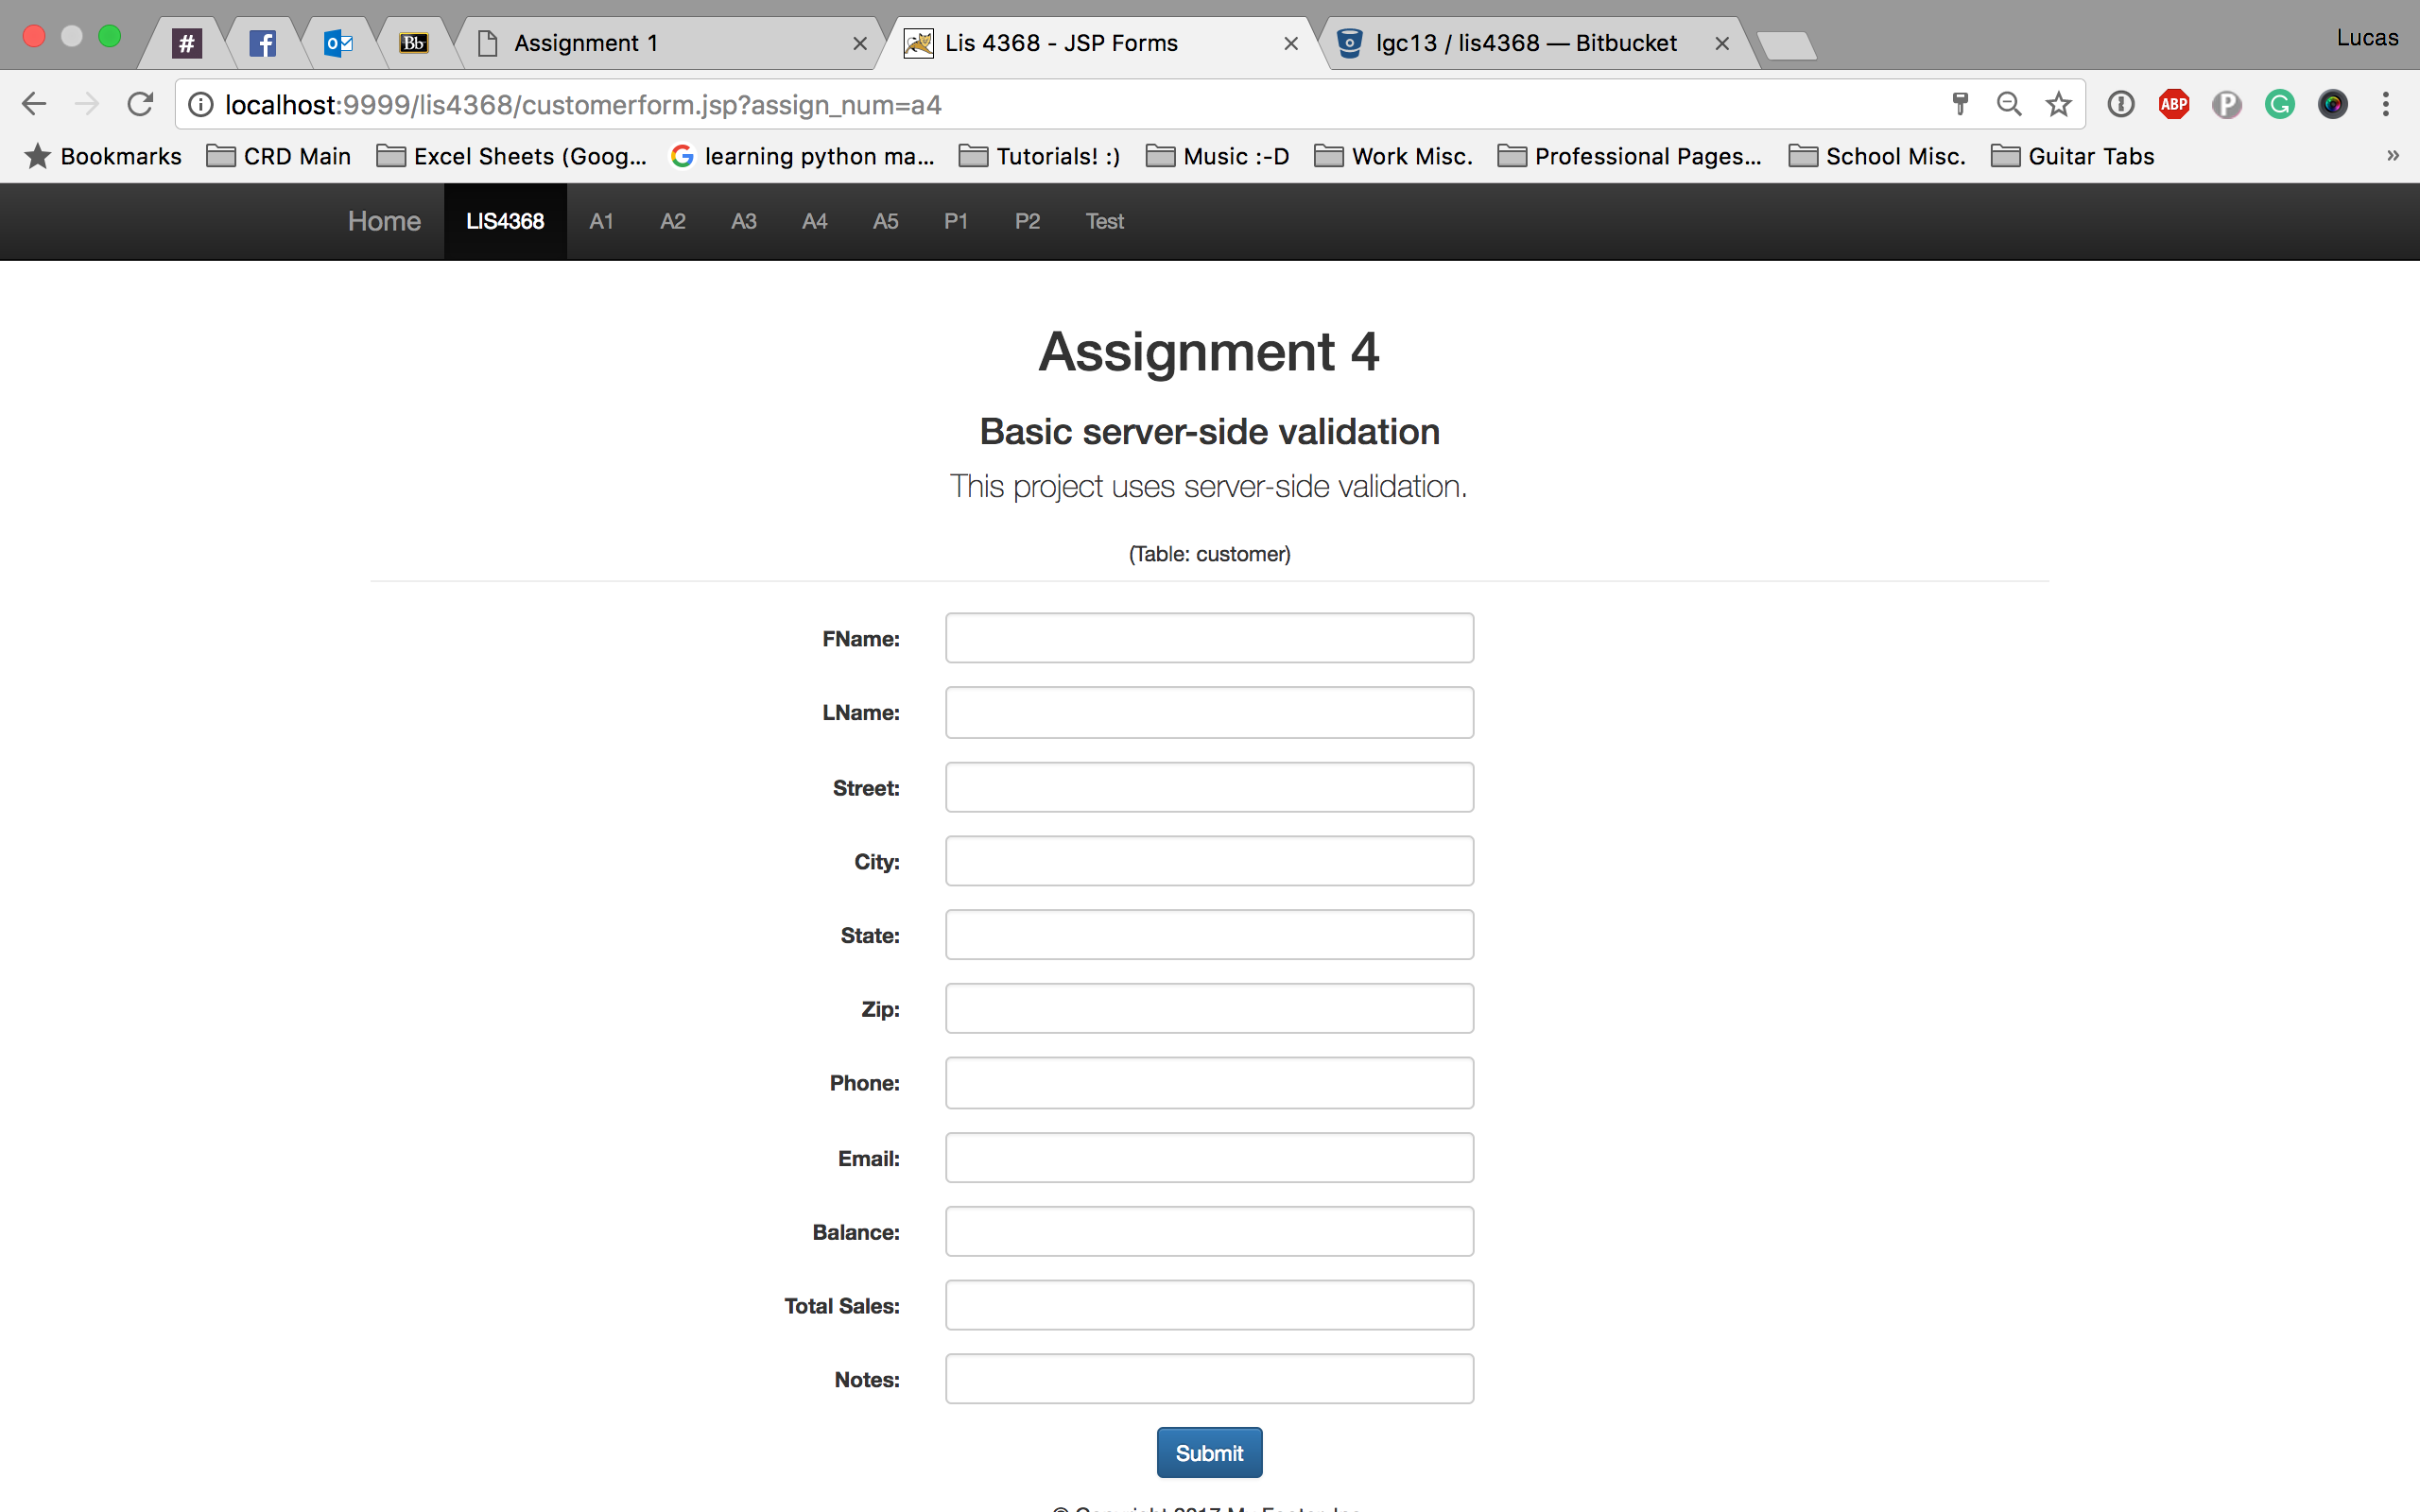 # Bb Assignment 1 Lis 4368 - JSP Forms lgc13 / lis4368 — Bitbucket Lucas
localhost:9999/lis4368/customerform.jsp?assign_num=a4 ABP P G
Bookmarks CRD Main Excel Sheets (Goog... learning python ma... Tutorials! :) Music :-D Work Misc. Professional Pages... School Misc. Guitar Tabs »
Home LIS4368 A1 A2 A3 A4 A5 P1 P2 Test
Assignment 4
Basic server-side validation
This project uses server-side validation.
(Table: customer)
FName:
LName:
Street:
City:
State:
Zip:
Phone:
Email:
Balance:
Total Sales:
Notes:
Submit